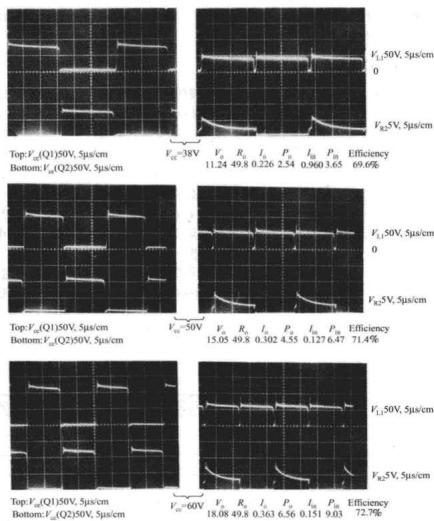 V_L1 50V, 5μs/cm
0
V_R2 5V, 5μs/cm
Top:V_ce(Q1)50V, 5μs/cm
Bottom:V_ce(Q2)50V, 5μs/cm
V_cc=38V
V_o R_o I_o P_o I_in P_in Efficiency
11.24 49.8 0.226 2.54 0.960 3.65 69.6%
V_L1 50V, 5μs/cm
0
V_R2 5V, 5μs/cm
Top:V_ce(Q1)50V, 5μs/cm
Bottom:V_ce(Q2)50V, 5μs/cm
V_cc=50V
V_o R_o I_o P_o I_in P_in Efficiency
15.05 49.8 0.302 4.55 0.127 6.47 71.4%
V_L1 50V, 5μs/cm
V_R2 5V, 5μs/cm
Top:V_ce(Q1)50V, 5μs/cm
Bottom:V_ce(Q2)50V, 5μs/cm
V_cc=60V
V_o R_o I_o P_o I_in P_in Efficiency
18.08 49.8 0.363 6.56 0.151 9.03 72.7%